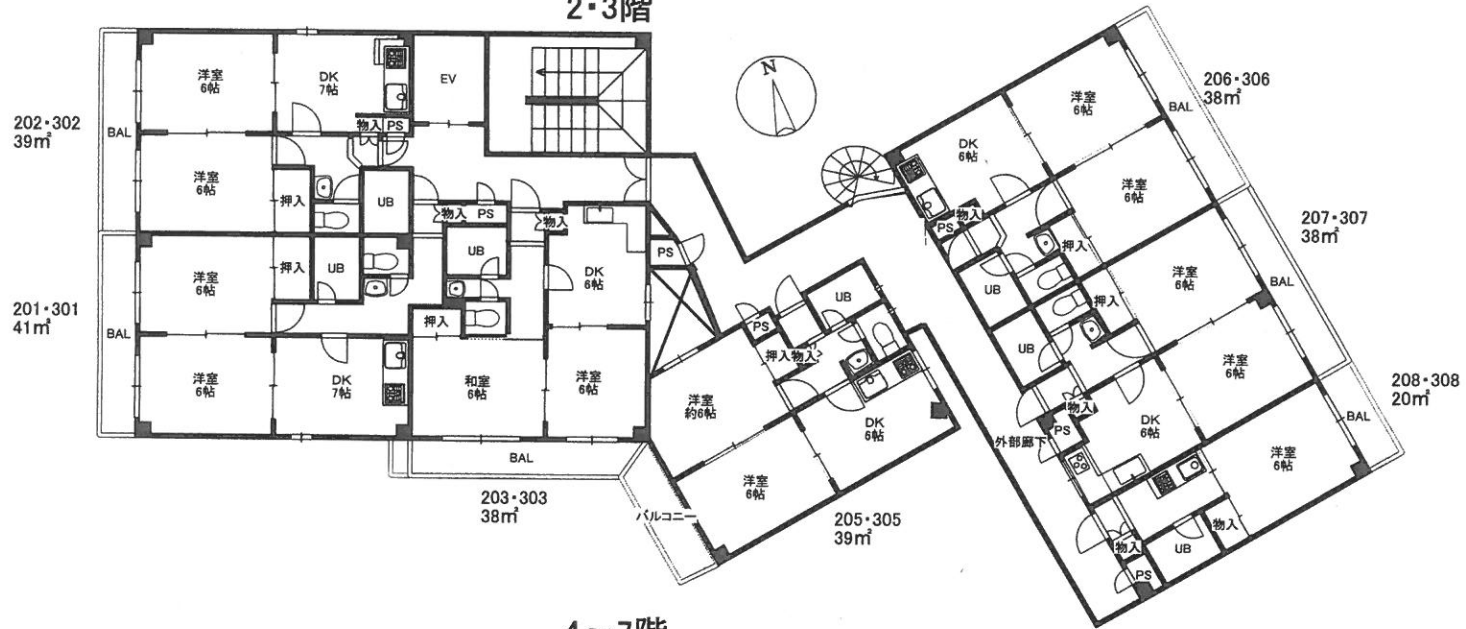 2・3階
202・302
39㎡
BAL
洋室
6帖
DK
7帖
EV
物入
PS
洋室
6帖
押入
UB
物入
PS
物入
201・301
41㎡
BAL
洋室
6帖
押入
UB
UB
DK
6帖
PS
押入
洋室
6帖
DK
7帖
和室
6帖
洋室
6帖
BAL
203・303
38㎡
N
PS
UB
押入
物入
洋室
約6帖
DK
6帖
洋室
6帖
バルコニー
205・305
39㎡
206・306
38㎡
BAL
洋室
6帖
DK
6帖
洋室
6帖
物入
PS
押入
UB
207・307
38㎡
BAL
洋室
6帖
押入
UB
洋室
6帖
物入
PS
DK
6帖
外部廊下
208・308
20㎡
BAL
洋室
6帖
物入
物入
UB
PS
4～7階